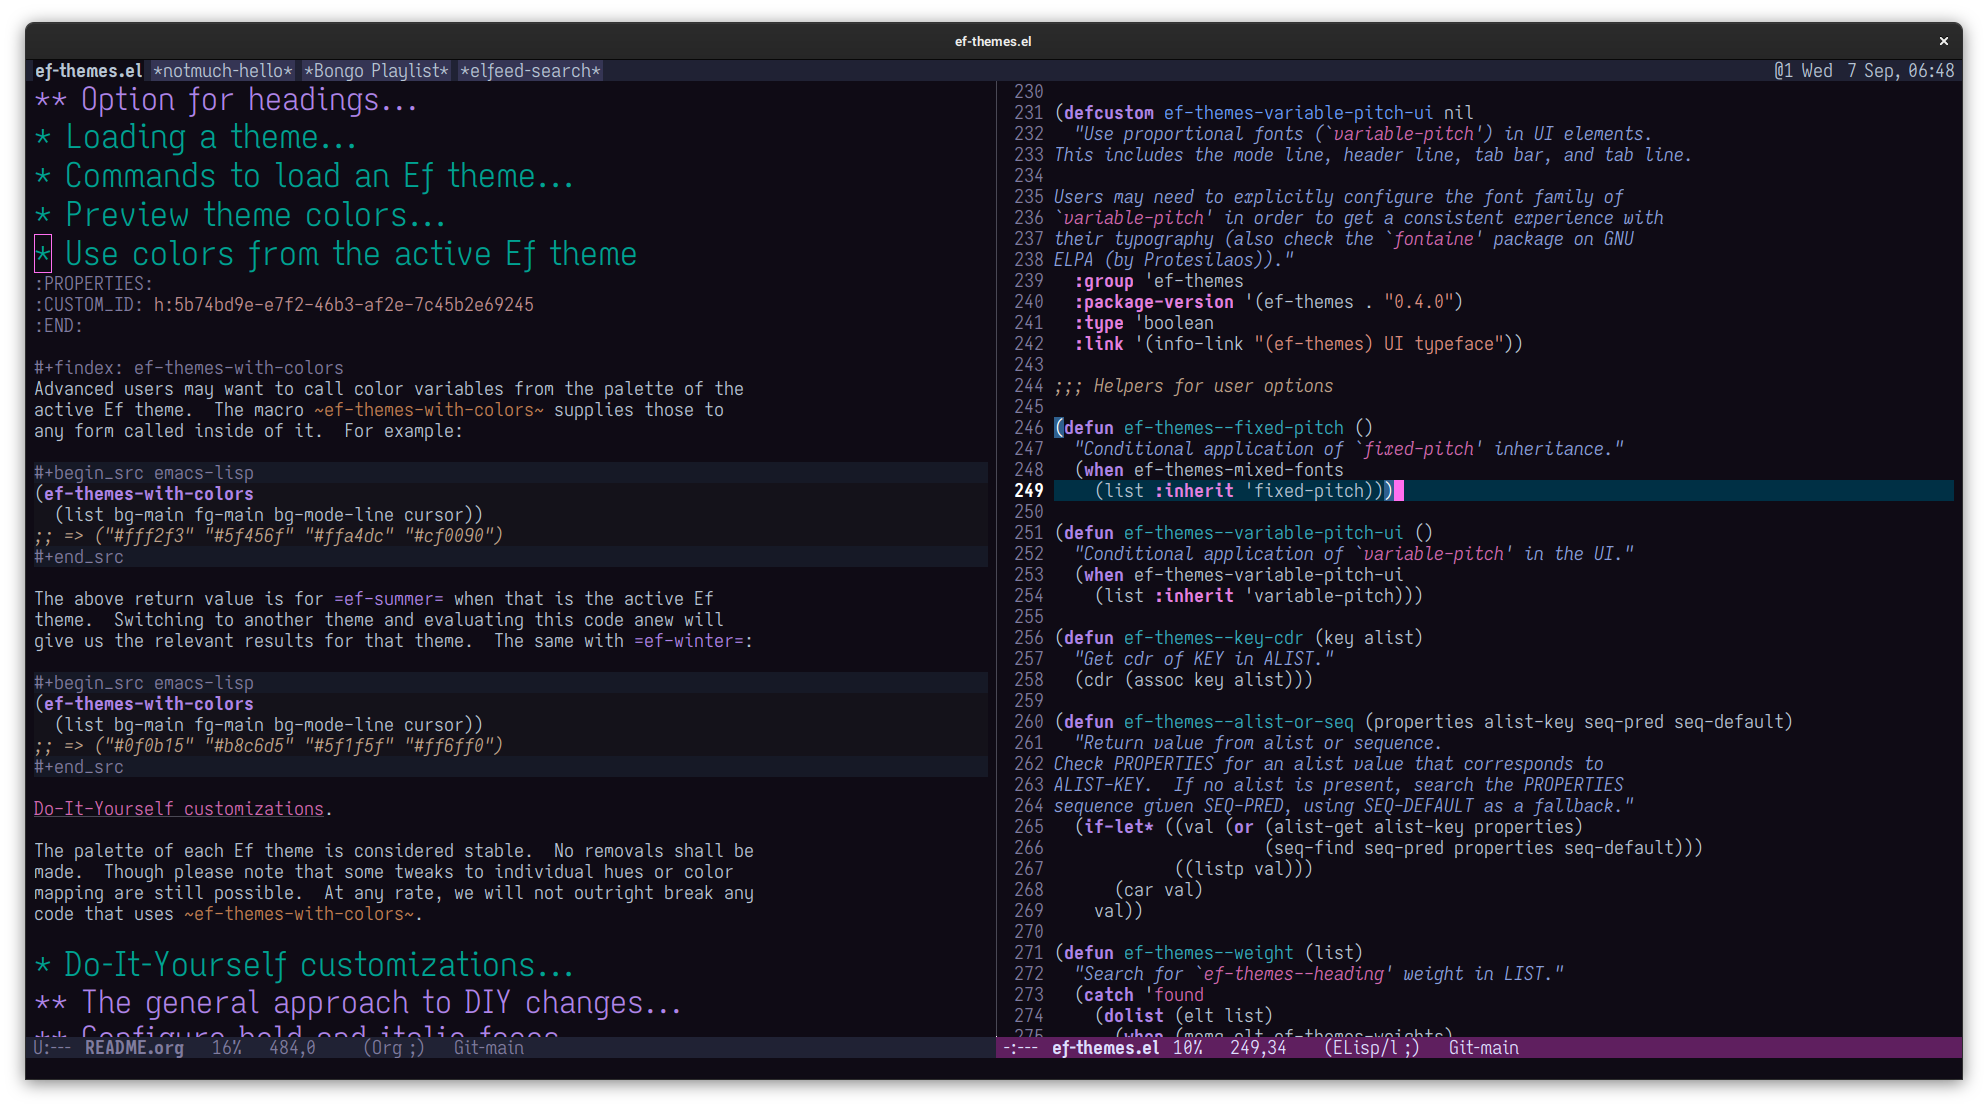 ef-themes.el
ef-themes.el *notmuch-hello* *Bongo Playlist* *elfeed-search*
@1 Wed  7 Sep, 06:48
** Option for headings...
* Loading a theme...
* Commands to load an Ef theme...
* Preview theme colors...
* Use colors from the active Ef theme
:PROPERTIES:
:CUSTOM_ID: h:5b74bd9e-e7f2-46b3-af2e-7c45b2e69245
:END:
#+findex: ef-themes-with-colors
Advanced users may want to call color variables from the palette of the
active Ef theme.  The macro ~ef-themes-with-colors~ supplies those to
any form called inside of it.  For example:
#+begin_src emacs-lisp
(ef-themes-with-colors
  (list bg-main fg-main bg-mode-line cursor))
;; => ("#fff2f3" "#5f456f" "#ffa4dc" "#cf0090")
#+end_src
The above return value is for =ef-summer= when that is the active Ef
theme.  Switching to another theme and evaluating this code anew will
give us the relevant results for that theme.  The same with =ef-winter=:
#+begin_src emacs-lisp
(ef-themes-with-colors
  (list bg-main fg-main bg-mode-line cursor))
;; => ("#0f0b15" "#b8c6d5" "#5f1f5f" "#ff6ff0")
#+end_src
Do-It-Yourself customizations.
The palette of each Ef theme is considered stable.  No removals shall be
made.  Though please note that some tweaks to individual hues or color
mapping are still possible.  At any rate, we will not outright break any
code that uses ~ef-themes-with-colors~.
* Do-It-Yourself customizations...
** The general approach to DIY changes...
** Configure bold and italic faces
U:---  README.org   16%   484,0     (Org ;)   Git-main
230
231 (defcustom ef-themes-variable-pitch-ui nil
232   "Use proportional fonts (`variable-pitch') in UI elements.
233 This includes the mode line, header line, tab bar, and tab line.
234
235 Users may need to explicitly configure the font family of
236 `variable-pitch' in order to get a consistent experience with
237 their typography (also check the `fontaine' package on GNU
238 ELPA (by Protesilaos))."
239   :group 'ef-themes
240   :package-version '(ef-themes . "0.4.0")
241   :type 'boolean
242   :link '(info-link "(ef-themes) UI typeface"))
243
244 ;;; Helpers for user options
245
246 (defun ef-themes--fixed-pitch ()
247   "Conditional application of `fixed-pitch' inheritance."
248   (when ef-themes-mixed-fonts
249     (list :inherit 'fixed-pitch)))
250
251 (defun ef-themes--variable-pitch-ui ()
252   "Conditional application of `variable-pitch' in the UI."
253   (when ef-themes-variable-pitch-ui
254     (list :inherit 'variable-pitch)))
255
256 (defun ef-themes--key-cdr (key alist)
257   "Get cdr of KEY in ALIST."
258   (cdr (assoc key alist)))
259
260 (defun ef-themes--alist-or-seq (properties alist-key seq-pred seq-default)
261   "Return value from alist or sequence.
262 Check PROPERTIES for an alist value that corresponds to
263 ALIST-KEY.  If no alist is present, search the PROPERTIES
264 sequence given SEQ-PRED, using SEQ-DEFAULT as a fallback."
265   (if-let* ((val (or (alist-get alist-key properties)
266                      (seq-find seq-pred properties seq-default)))
267             ((listp val)))
268       (car val)
269     val))
270
271 (defun ef-themes--weight (list)
272   "Search for `ef-themes--heading' weight in LIST."
273   (catch 'found
274     (dolist (elt list)
275       (when (memq elt ef-themes-weights)
-:---  ef-themes.el  10%   249,34    (ELisp/l ;)   Git-main